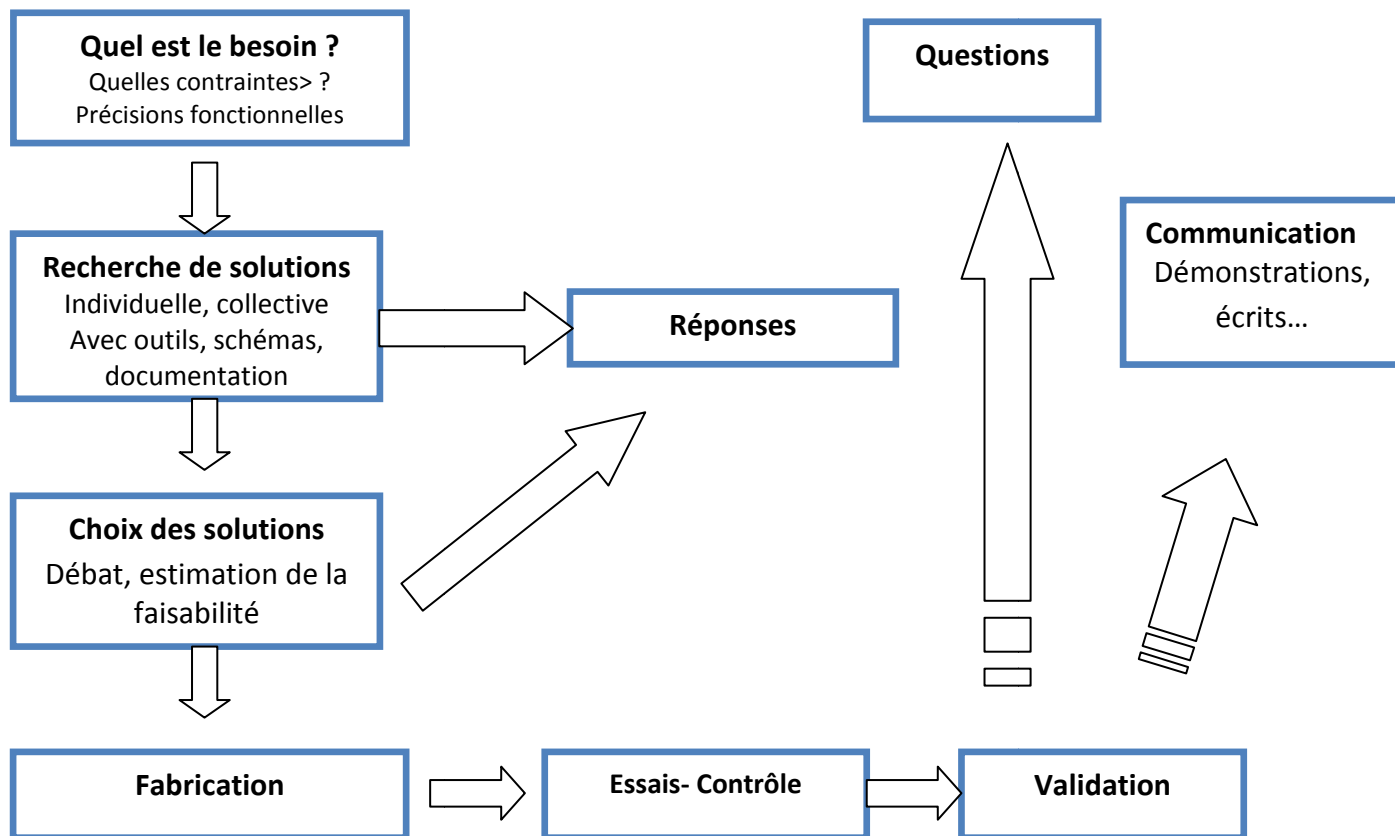 Quel est le besoin ?
Quelles contraintes> ?
Précisions fonctionnelles
Questions
Communication
Démonstrations,
écrits…
Recherche de solutions
Individuelle, collective
Avec outils, schémas,
documentation
Réponses
Choix des solutions
Débat, estimation de la
faisabilité
Fabrication
Essais- Contrôle
Validation